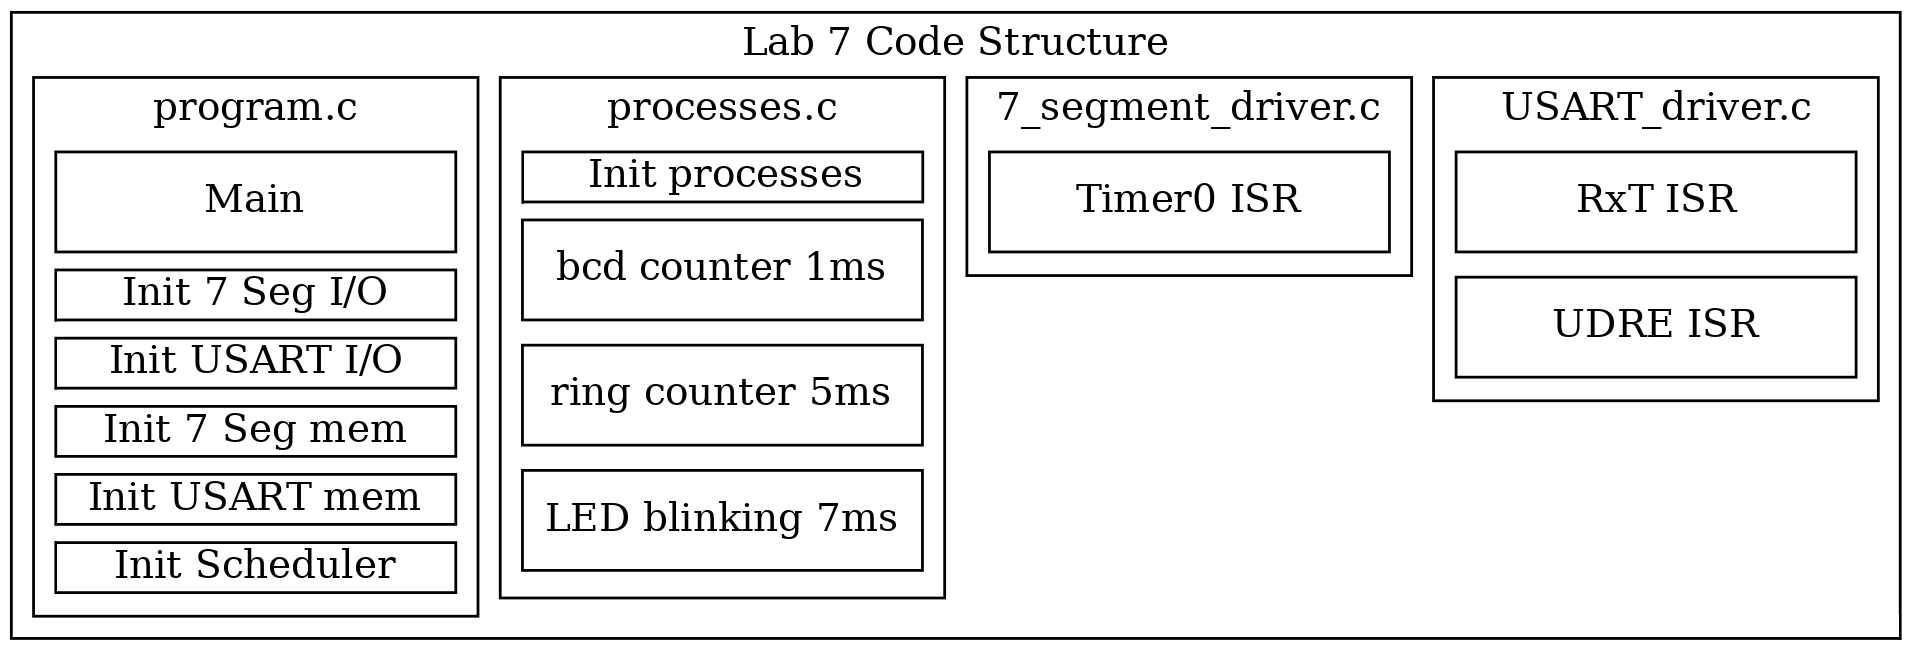 Lab 7 Code Structure
program.c
Main
Init 7 Seg I/O
Init USART I/O
Init 7 Seg mem
Init USART mem
Init Scheduler
processes.c
Init processes
bcd counter 1ms
ring counter 5ms
LED blinking 7ms
7_segment_driver.c
Timer0 ISR
USART_driver.c
RxT ISR
UDRE ISR